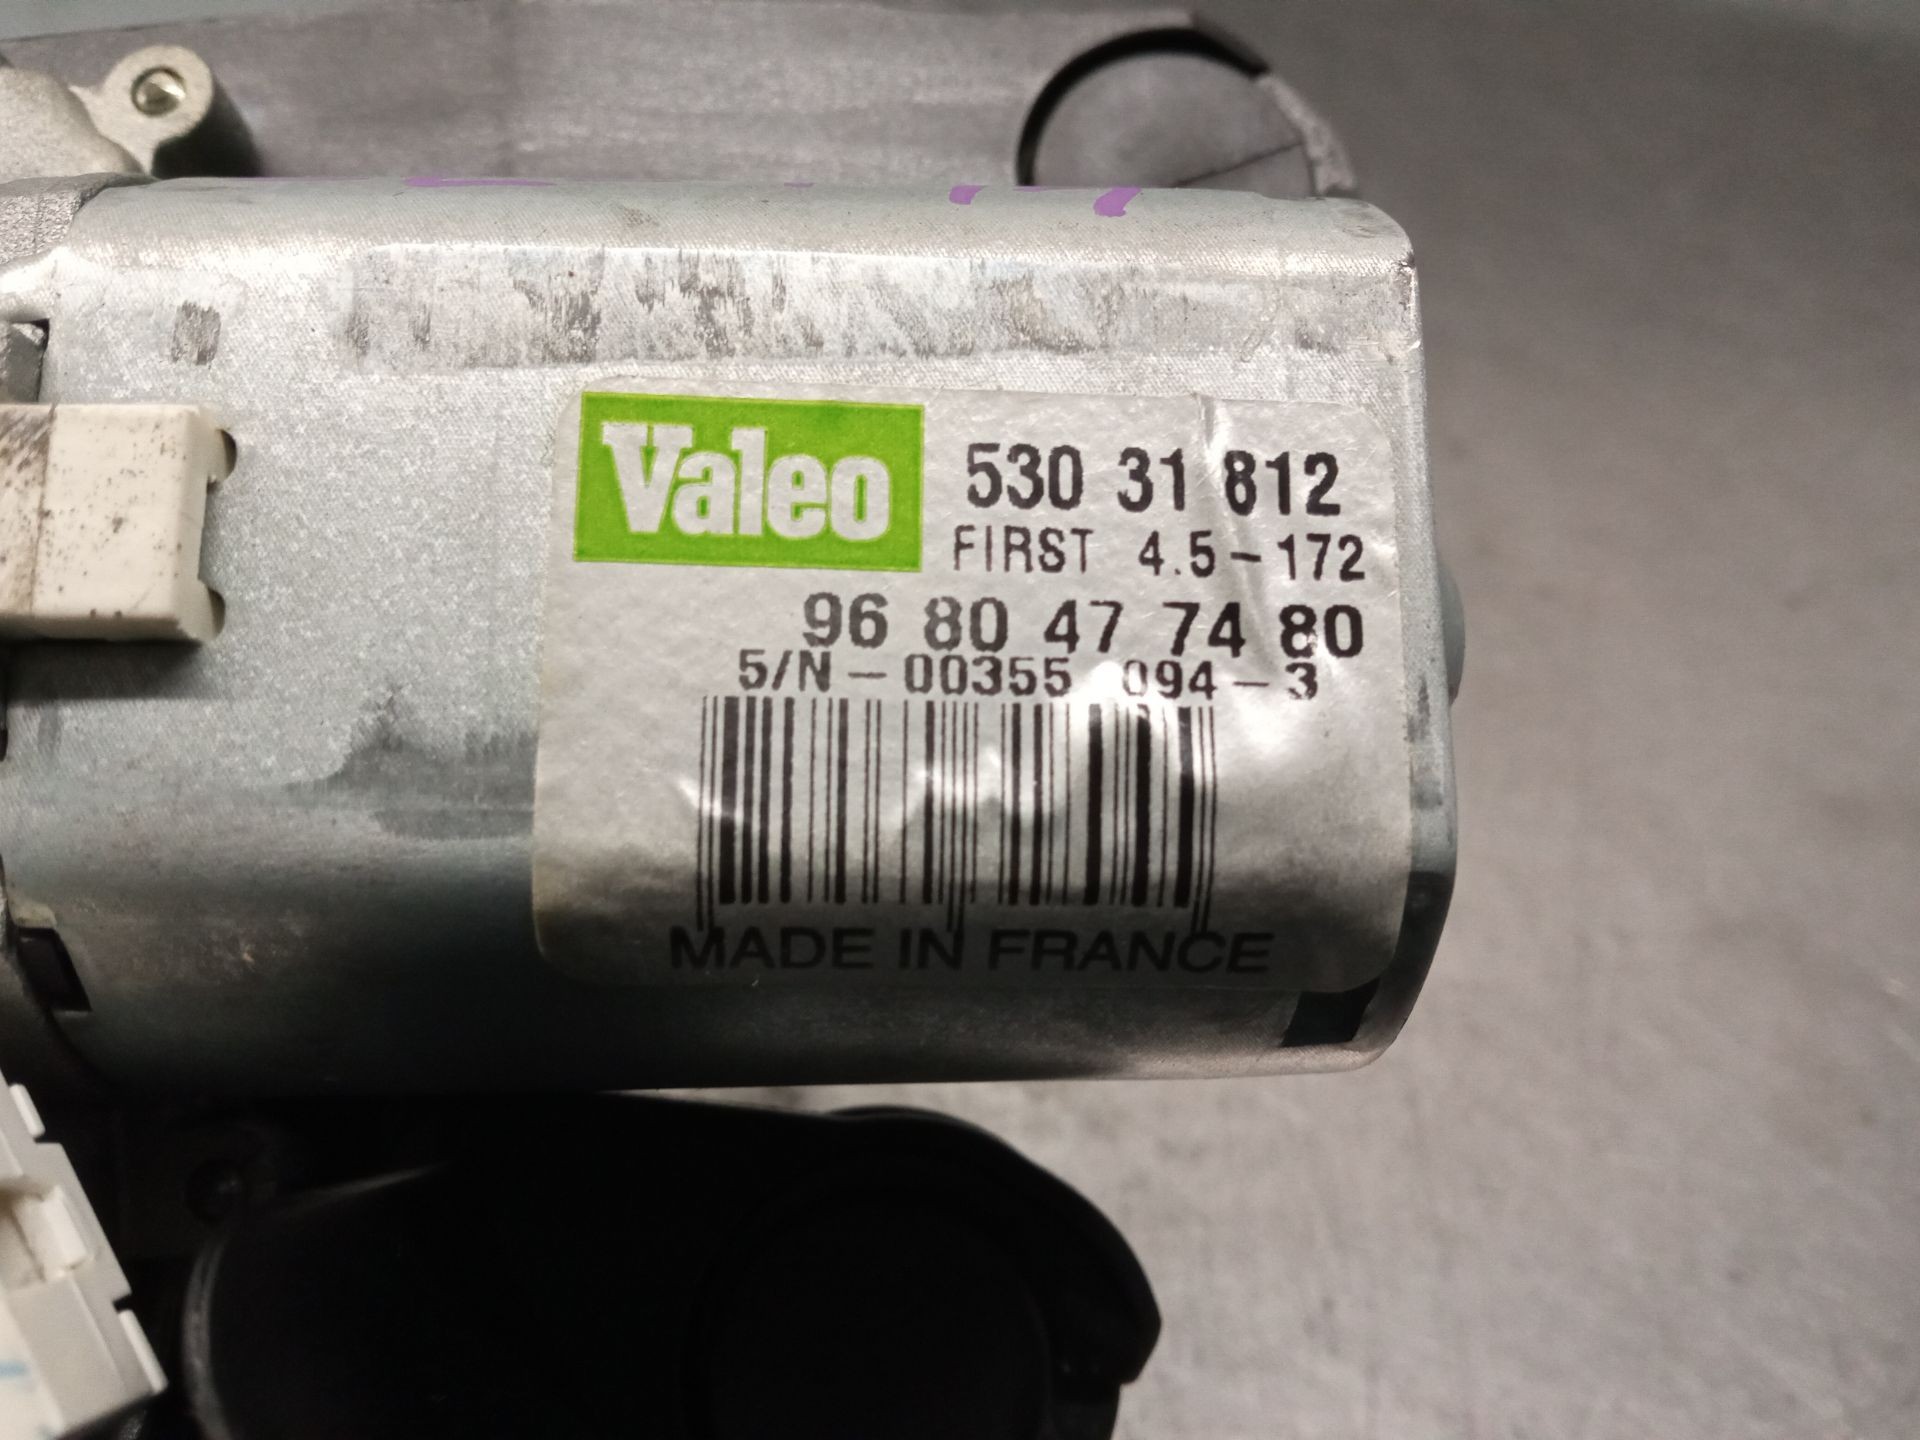 Valeo
530 31 812
FIRST 4.5-172
96 80 47 74 80
S/N-00355 094-3
MADE IN FRANCE